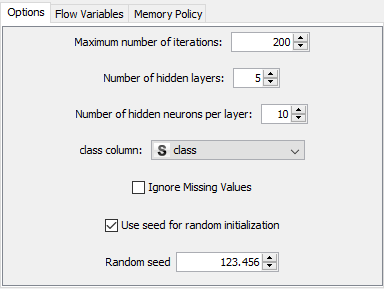 Options Flow Variables Memory Policy
Maximum number of iterations: 200
Number of hidden layers: 5
Number of hidden neurons per layer: 10
class column: S class
Ignore Missing Values
Use seed for random initialization
Random seed 123.456